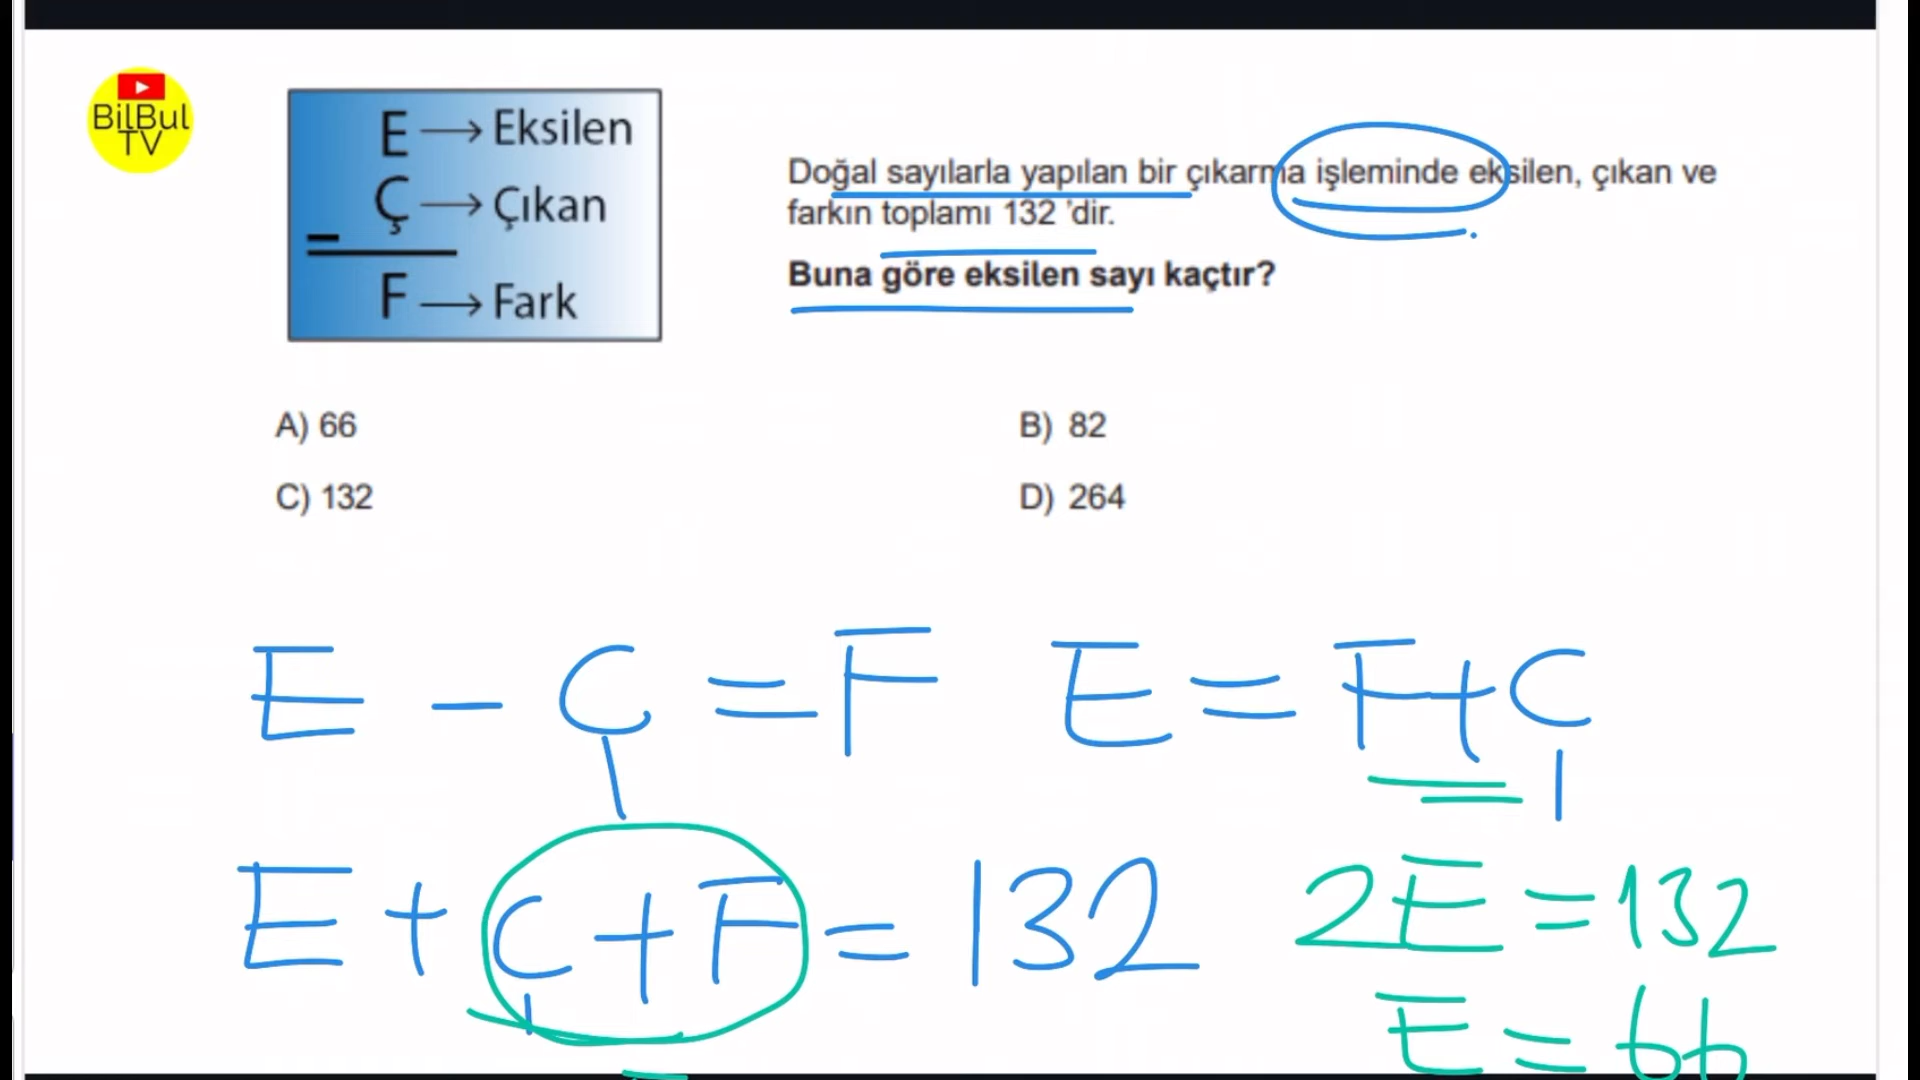 BilBul
TV
E → Eksilen
Ç → Çıkan
F → Fark
Doğal sayılarla yapılan bir çıkarma işleminde eksilen, çıkan ve
farkın toplamı 132 'dir.
Buna göre eksilen sayı kaçtır?
A) 66
B) 82
C) 132
D) 264
E - Ç = F
E = F + Ç
E + Ç + F = 132
2E = 132
E = 66